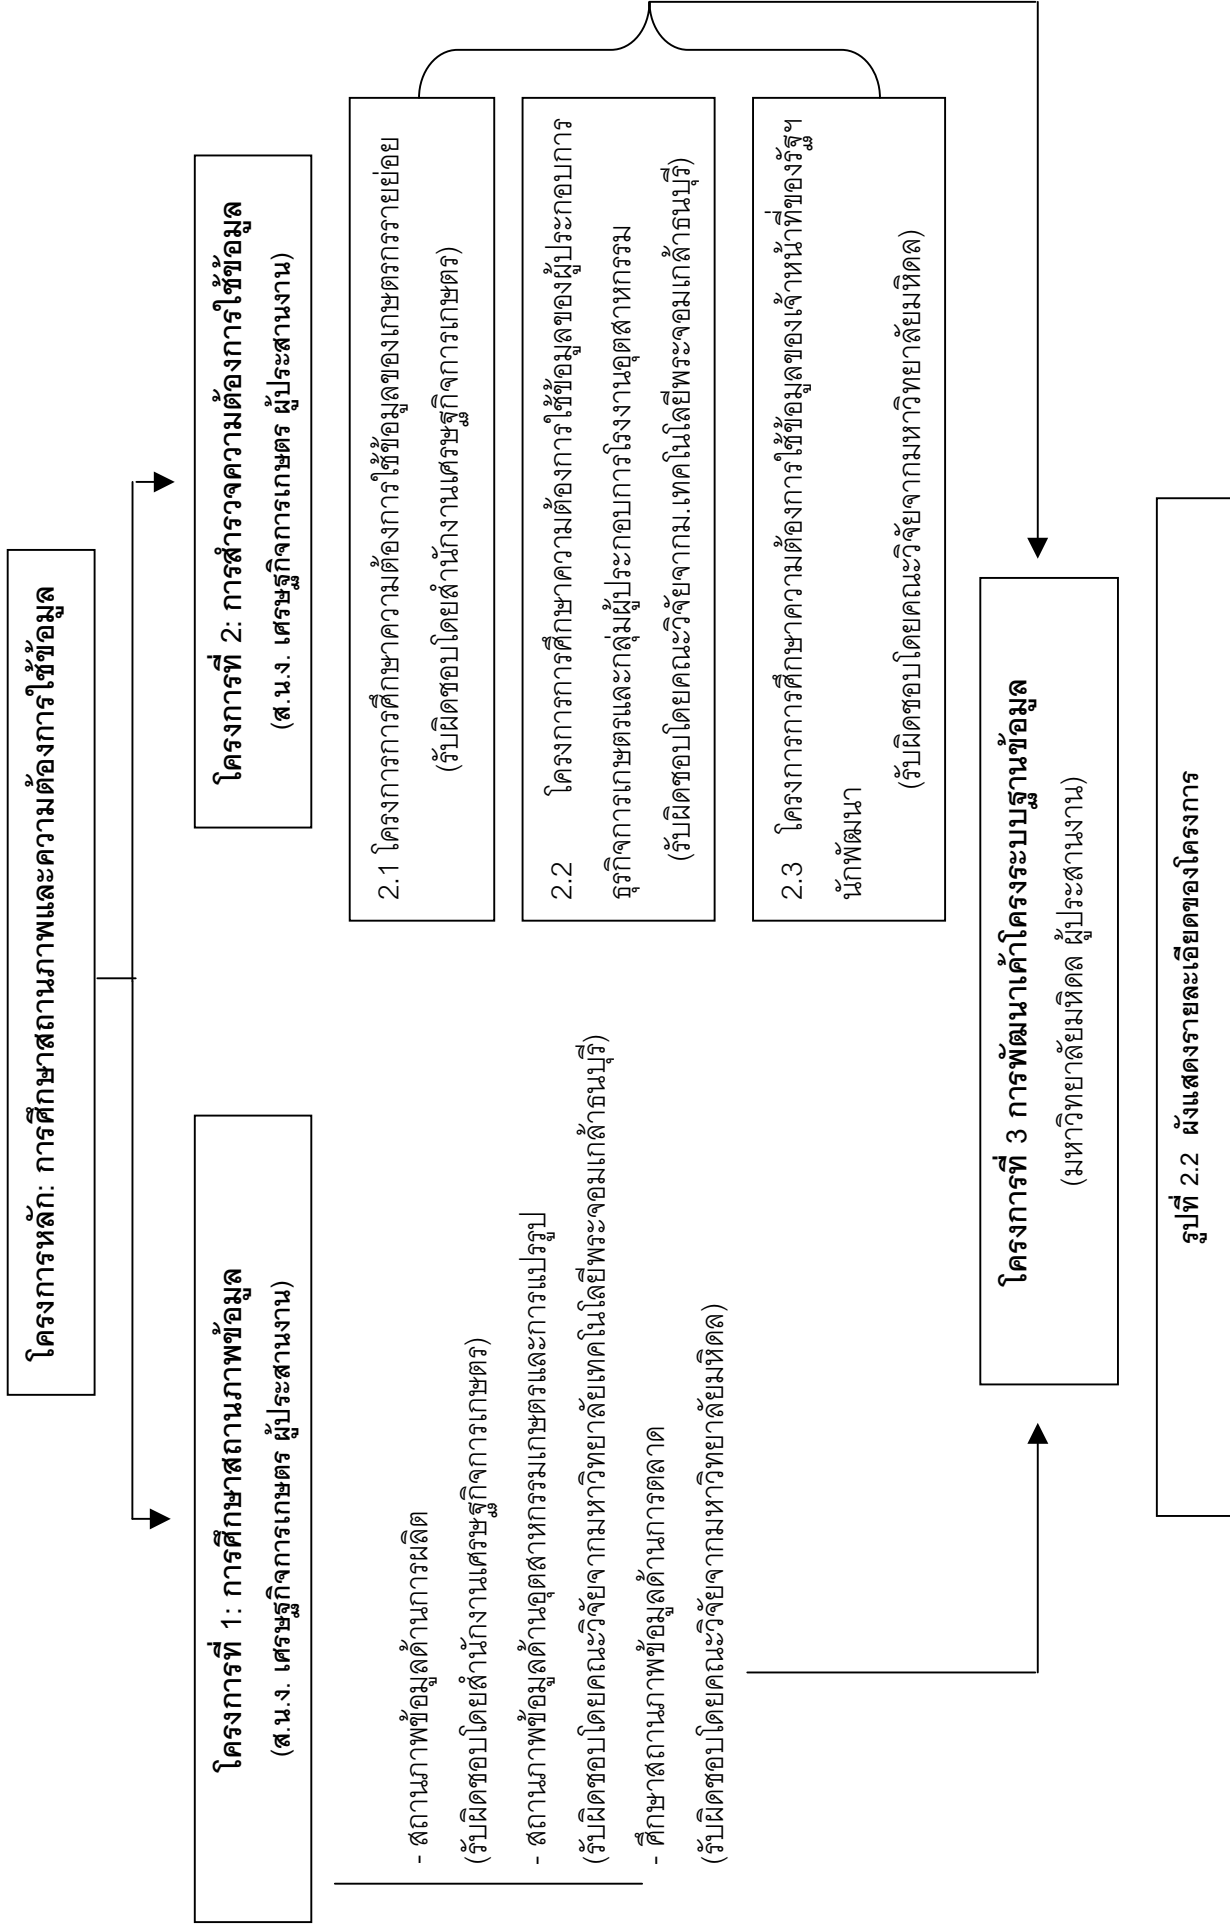 โครงการหลัก: การศึกษาสถานภาพและความต้องการใช้ข้อมูล
โครงการที่ 1: การศึกษาสถานภาพข้อมูล
(ส.น.ง. เศรษฐกิจการเกษตร ผู้ประสานงาน)
- สถานภาพข้อมูลด้านการผลิต
(รับผิดชอบโดยสำนักงานเศรษฐกิจการเกษตร)
- สถานภาพข้อมูลด้านอุตสาหกรรมเกษตรและการแปรรูป
(รับผิดชอบโดยคณะวิจัยจากมหาวิทยาลัยเทคโนโลยีพระจอมเกล้าธนบุรี)
- ศึกษาสถานภาพข้อมูลด้านการตลาด
(รับผิดชอบโดยคณะวิจัยจากมหาวิทยาลัยมหิดล)
โครงการที่ 2: การสำรวจความต้องการใช้ข้อมูล
(ส.น.ง. เศรษฐกิจการเกษตร ผู้ประสานงาน)
2.1 โครงการการศึกษาความต้องการใช้ข้อมูลของเกษตรกรรายย่อย
(รับผิดชอบโดยสำนักงานเศรษฐกิจการเกษตร)
2.2 โครงการการศึกษาความต้องการใช้ข้อมูลของผู้ประกอบการ
ธุรกิจการเกษตรและกลุ่มผู้ประกอบการโรงงานอุตสาหกรรม
(รับผิดชอบโดยคณะวิจัยจากม.เทคโนโลยีพระจอมเกล้าธนบุรี)
2.3 โครงการการศึกษาความต้องการใช้ข้อมูลของเจ้าหน้าที่ของรัฐฯ
นักพัฒนา
(รับผิดชอบโดยคณะวิจัยจากมหาวิทยาลัยมหิดล)
โครงการที่ 3 การพัฒนาเค้าโครงระบบฐานข้อมูล
(มหาวิทยาลัยมหิดล ผู้ประสานงาน)
รูปที่ 2.2 ผังแสดงรายละเอียดของโครงการ